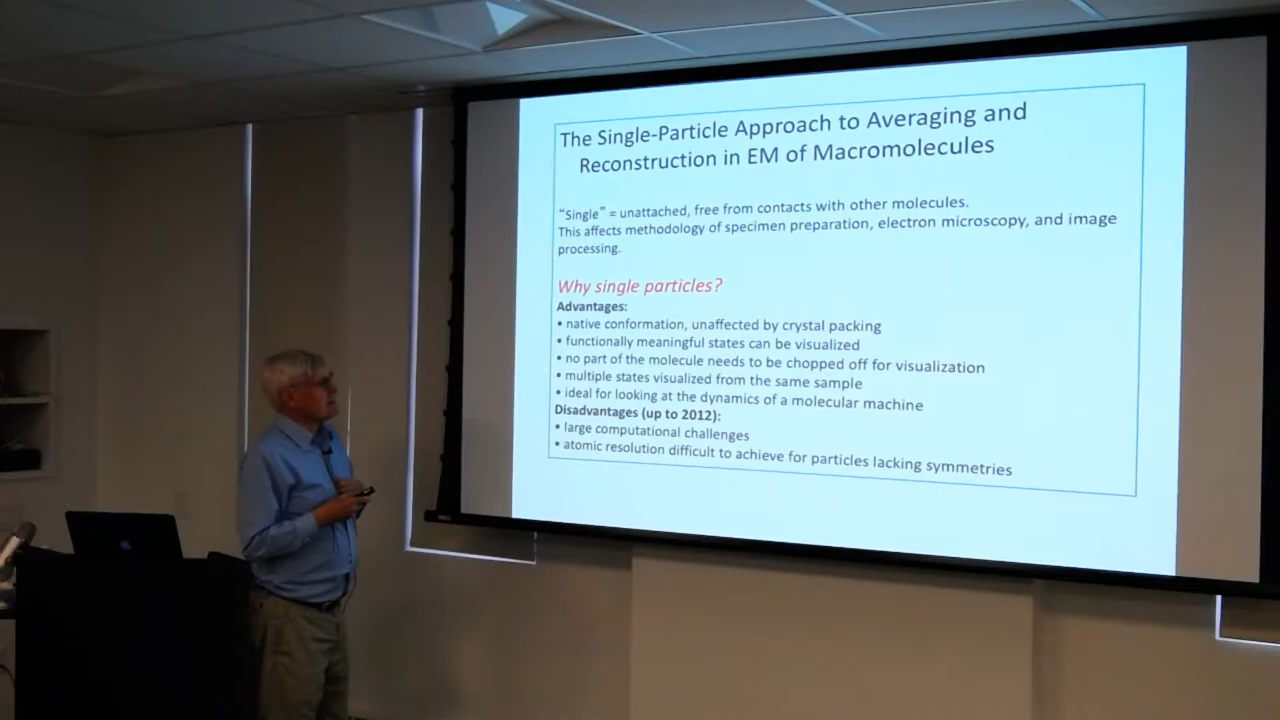 The Single-Particle Approach to Averaging and
Reconstruction in EM of Macromolecules
“Single” = unattached, free from contacts with other molecules.
This affects methodology of specimen preparation, electron microscopy, and image
processing.
Why single particles?
Advantages:
• native conformation, unaffected by crystal packing
• functionally meaningful states can be visualized
• no part of the molecule needs to be chopped off for visualization
• multiple states visualized from the same sample
• ideal for looking at the dynamics of a molecular machine
Disadvantages (up to 2012):
• large computational challenges
• atomic resolution difficult to achieve for particles lacking symmetries